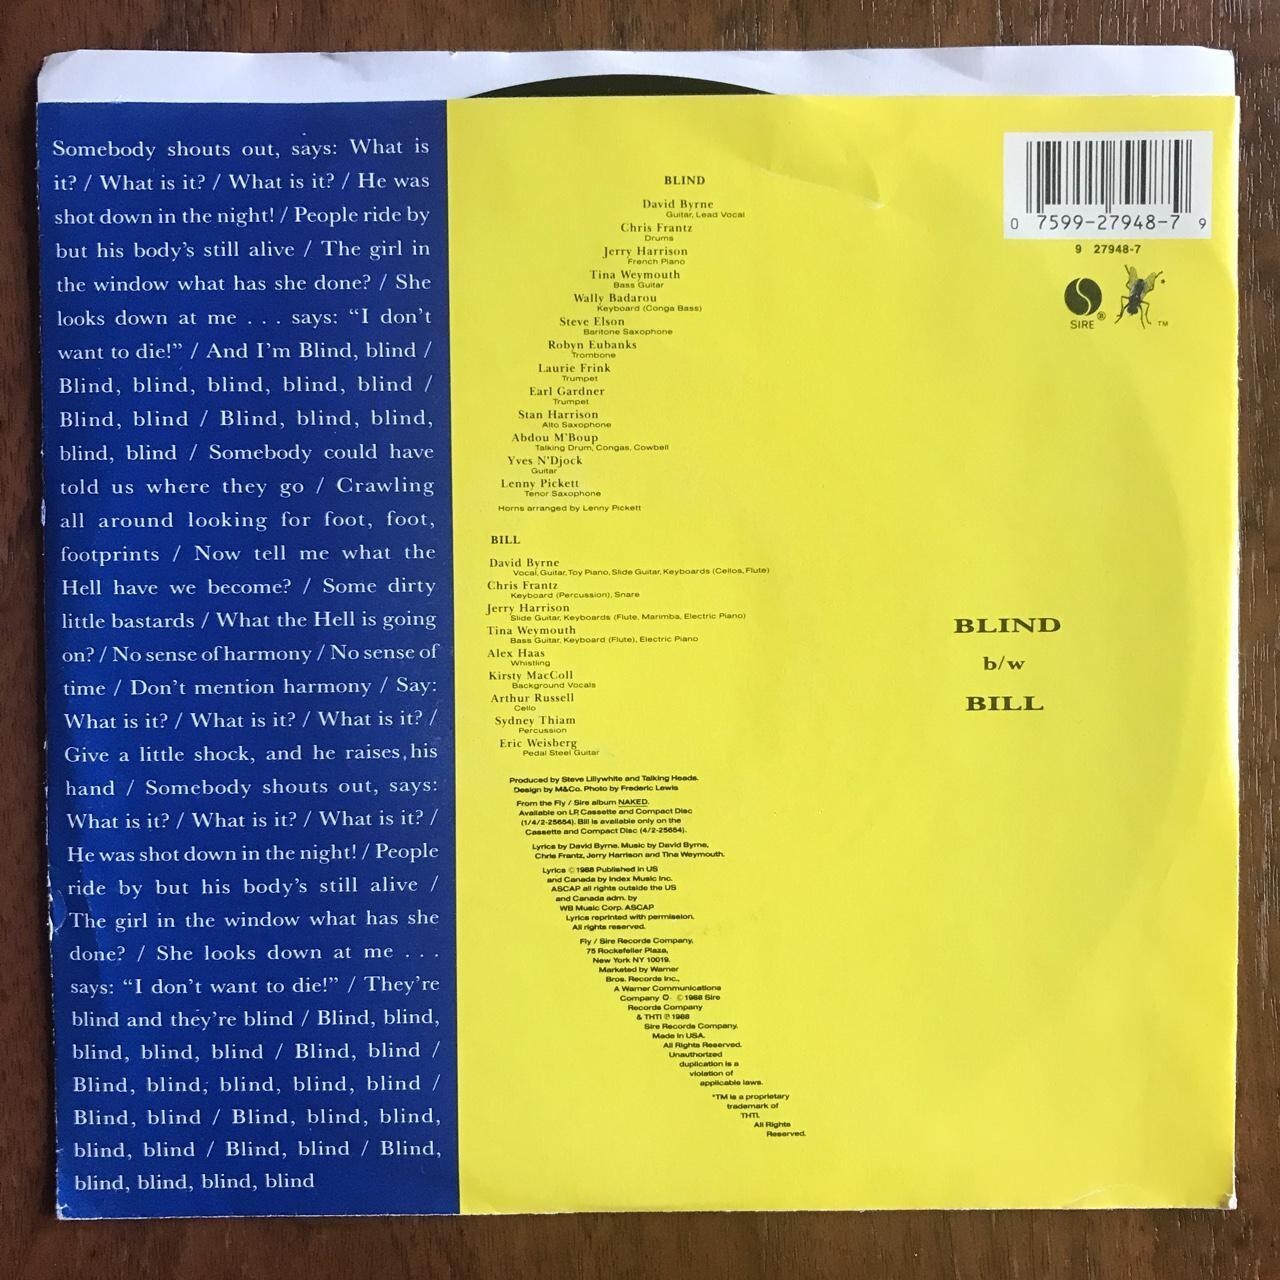 Somebody shouts out, says: What is
it? / What is it? / What is it? / He was
shot down in the night! / People ride by
but his body's still alive / The girl in
the window what has she done? / She
looks down at me . . . says: "I don't
want to die!" / And I'm Blind, blind /
Blind, blind, blind, blind, blind /
Blind, blind / Blind, blind, blind,
blind, blind / Somebody could have
told us where they go / Crawling
all around looking for foot, foot,
footprints / Now tell me what the
Hell have we become? / Some dirty
little bastards / What the Hell is going
on? / No sense of harmony / No sense of
time / Don't mention harmony / Say:
What is it? / What is it? / What is it? /
Give a little shock, and he raises his
hand / Somebody shouts out, says:
What is it? / What is it? / What is it? /
He was shot down in the night! / People
ride by but his body's still alive /
The girl in the window what has she
done? / She looks down at me . . .
says: "I don't want to die!" / They're
blind and they're blind / Blind, blind,
blind, blind, blind / Blind, blind /
Blind, blind, blind, blind, blind /
Blind, blind / Blind, blind, blind,
blind, blind / Blind, blind / Blind,
blind, blind, blind, blind
BLIND
David Byrne
Guitar, Lead Vocal
Chris Frantz
Drums
Jerry Harrison
French Piano
Tina Weymouth
Bass Guitar
Wally Badarou
Keyboard (Conga Bass)
Steve Elson
Baritone Saxophone
Robyn Eubanks
Trombone
Laurie Frink
Trumpet
Earl Gardner
Trumpet
Stan Harrison
Alto Saxophone
Abdou M'Boup
Talking Drum, Congas, Cowbell
Yves N'Djock
Guitar
Lenny Pickett
Tenor Saxophone
Horns arranged by Lenny Pickett
BILL
David Byrne
Vocal, Guitar, Toy Piano, Slide Guitar, Keyboards (Cellos, Flute)
Chris Frantz
Keyboard (Percussion), Snare
Jerry Harrison
Slide Guitar, Keyboards (Flute, Marimba, Electric Piano)
Tina Weymouth
Bass Guitar, Keyboard (Flute), Electric Piano
Alex Haas
Whistling
Kirsty MacColl
Background Vocals
Arthur Russell
Cello
Sydney Thiam
Percussion
Eric Weisberg
Pedal Steel Guitar
Produced by Steve Lillywhite and Talking Heads.
Design by M&Co. Photo by Frederic Lewis
From the Fly / Sire album NAKED.
Available on LP, Cassette and Compact Disc
(1/4/2-25654). Bill is available only on the
Cassette and Compact Disc (4/2-25654).
Lyrics by David Byrne. Music by David Byrne,
Chris Frantz, Jerry Harrison and Tina Weymouth.
Lyrics © 1988 Published in US
and Canada by Index Music Inc.
ASCAP all rights outside the US
and Canada adm. by
WB Music Corp. ASCAP
Lyrics reprinted with permission.
All rights reserved.
Fly / Sire Records Company,
75 Rockefeller Plaza,
New York NY 10019.
Marketed by Warner
Bros. Records Inc.,
A Warner Communications
Company © 1988 Sire
Records Company
& THTI ℗ 1988
Sire Records Company.
Made in USA.
All Rights Reserved.
Unauthorized
duplication is a
violation of
applicable laws.
*TM is a proprietary
trademark of
THTI.
All Rights
Reserved.
0 7599-27948-7 9
9 27948-7
SIRE ® * TM
BLIND
b/w
BILL